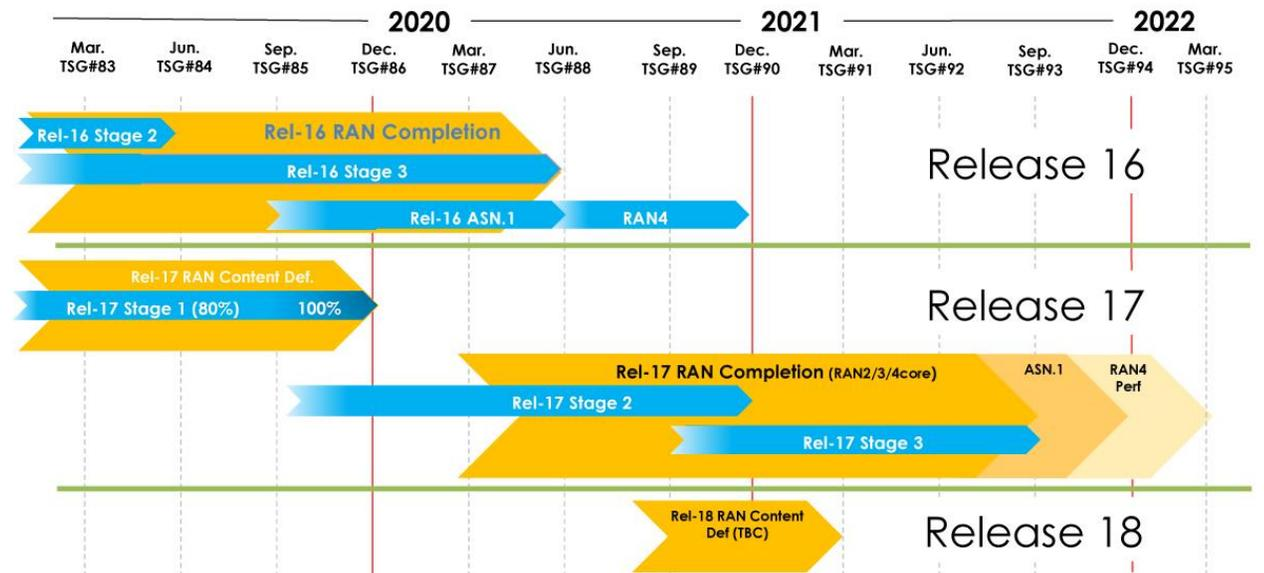 2020
2021
2022
Mar.
TSG#83
Jun.
TSG#84
Sep.
TSG#85
Dec.
TSG#86
Mar.
TSG#87
Jun.
TSG#88
Sep.
TSG#89
Dec.
TSG#90
Mar.
TSG#91
Jun.
TSG#92
Sep.
TSG#93
Dec.
TSG#94
Mar.
TSG#95
Rel-16 Stage 2
Rel-16 RAN Completion
Rel-16 Stage 3
Rel-16 ASN.1
RAN4
Release 16
Rel-17 RAN Content Def.
Rel-17 Stage 1 (80%)
100%
Release 17
Rel-17 RAN Completion (RAN2/3/4core)
ASN.1
RAN4
Perf
Rel-17 Stage 2
Rel-17 Stage 3
Rel-18 RAN Content
Def (TBC)
Release 18